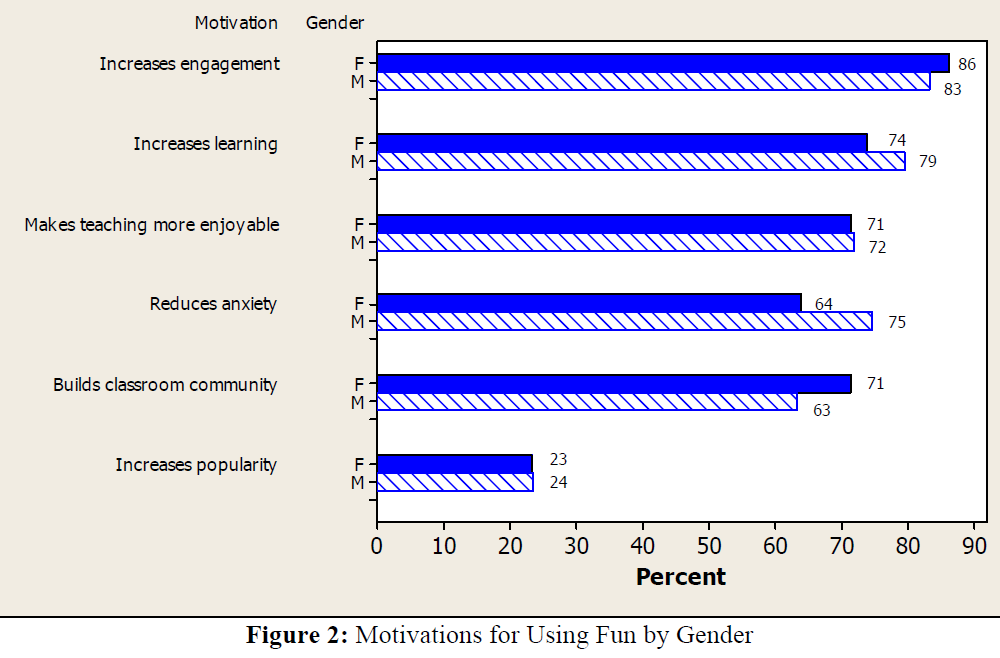 Motivation Gender
Increases engagement F 86
M 83
Increases learning F 74
M 79
Makes teaching more enjoyable F 71
M 72
Reduces anxiety F 64
M 75
Builds classroom community F 71
M 63
Increases popularity F 23
M 24
0 10 20 30 40 50 60 70 80 90
Percent
Figure 2: Motivations for Using Fun by Gender